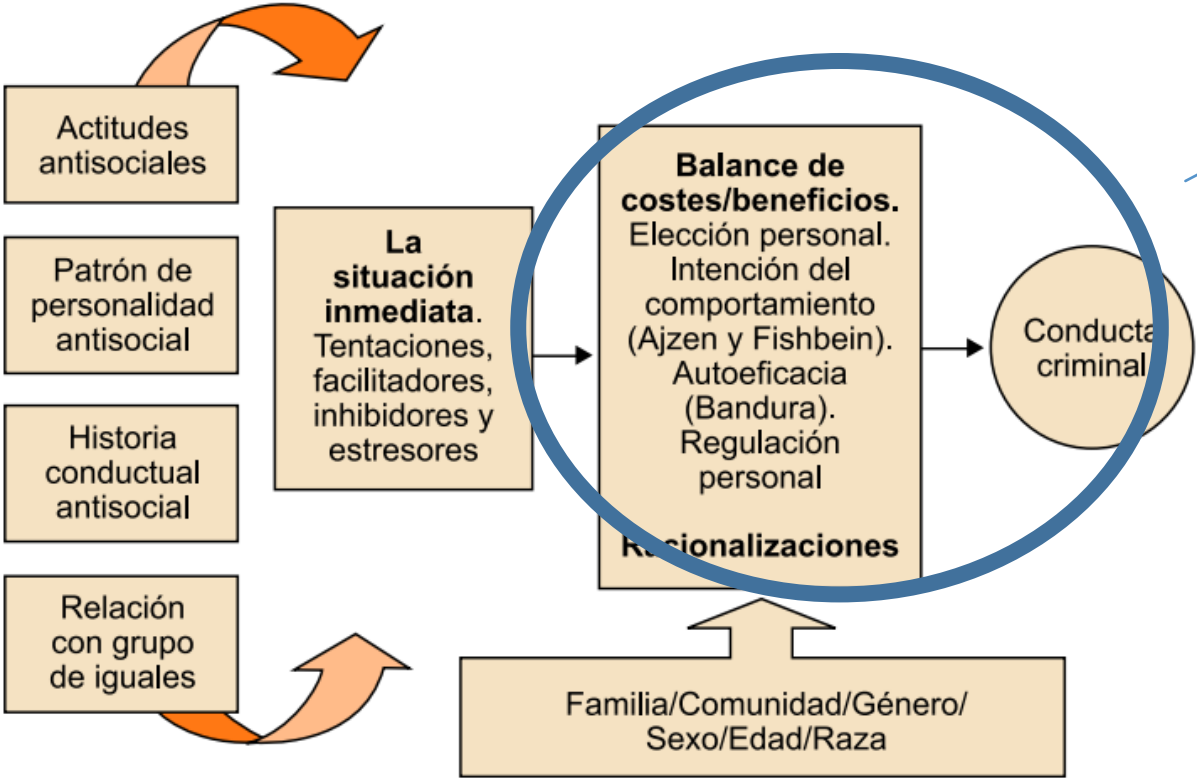 Actitudes
antisociales
Patrón de
personalidad
antisocial
Historia
conductual
antisocial
Relación
con grupo
de iguales
La
situación
inmediata.
Tentaciones,
facilitadores,
inhibidores y
estresores
Balance de
costes/beneficios.
Elección personal.
Intención del
comportamiento
(Ajzen y Fishbein).
Autoeficacia
(Bandura).
Regulación
personal
Racionalizaciones
Conducta
criminal
Familia/Comunidad/Género/
Sexo/Edad/Raza